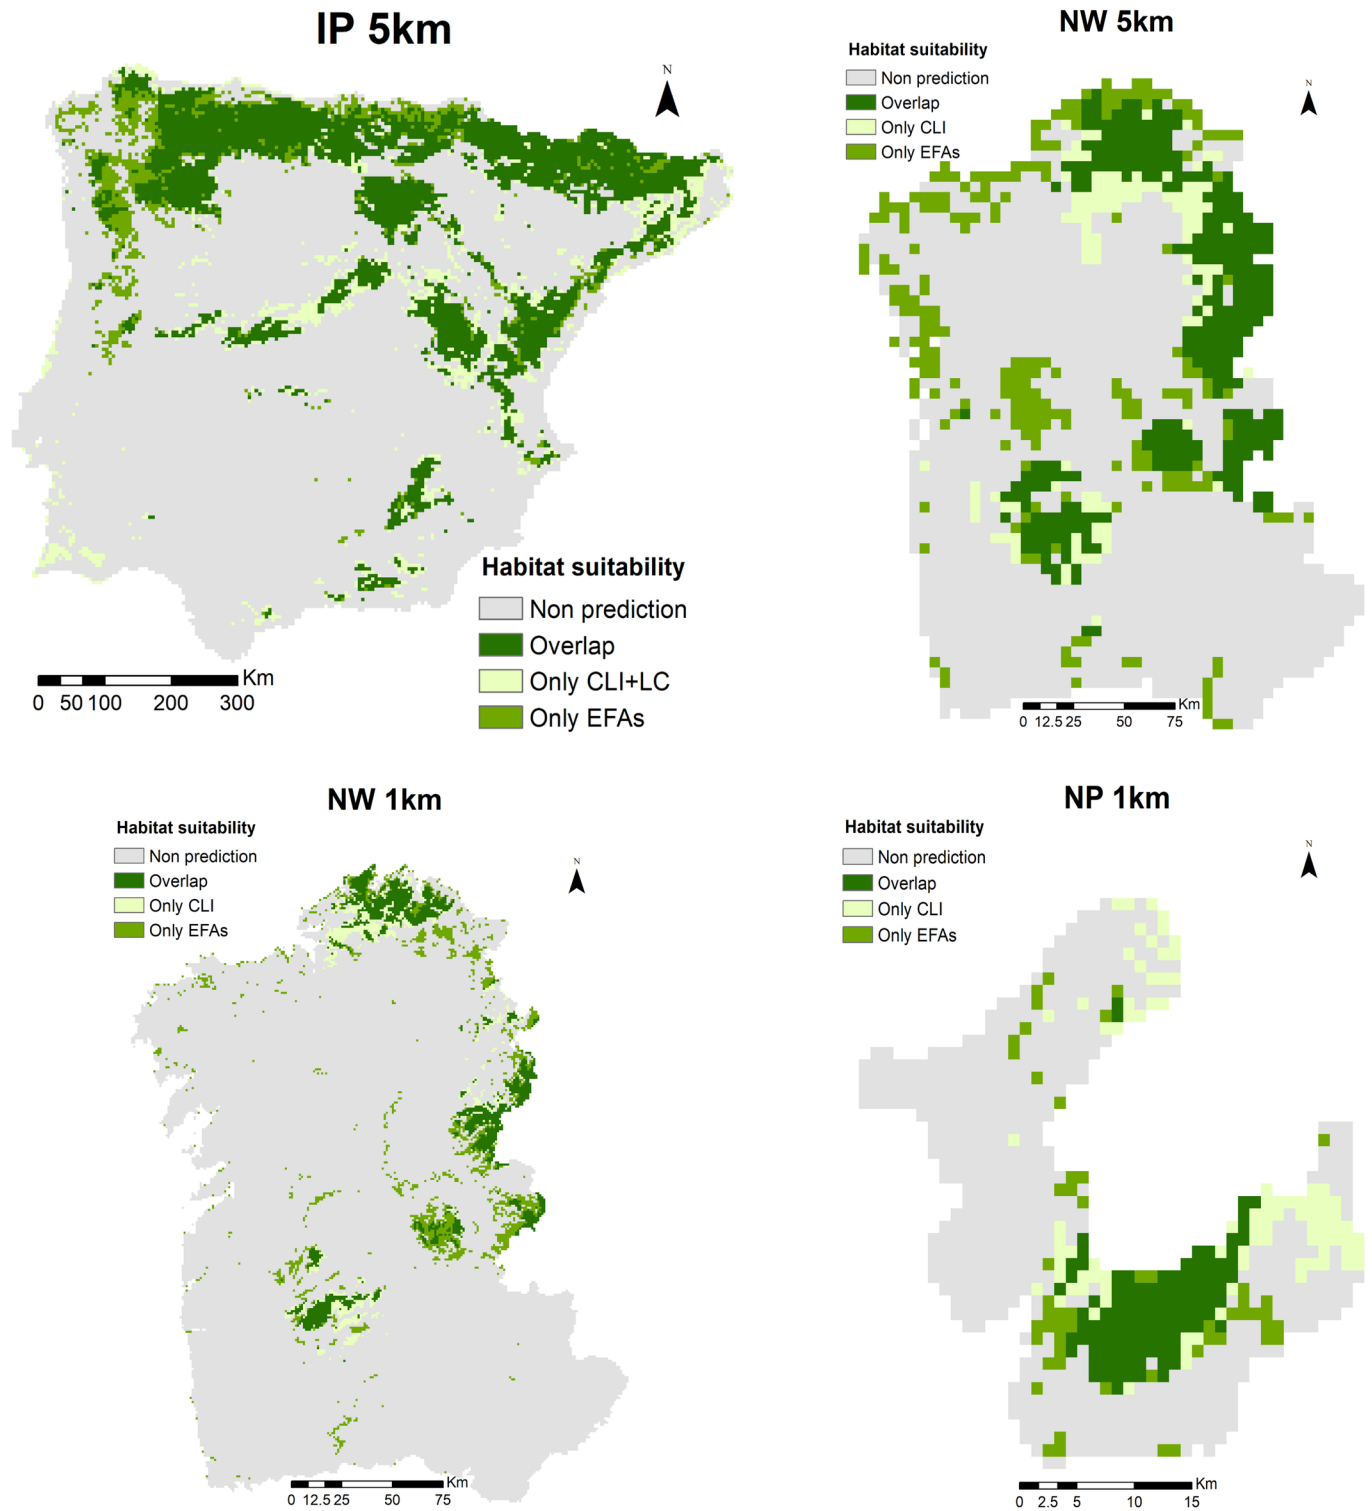 IP 5km
N
Habitat suitability
Non prediction
Overlap
Only CLI+LC
Only EFAs
Km
0 50 100 200 300
NW 5km
Habitat suitability
Non prediction
Overlap
Only CLI
Only EFAs
N
Km
0 12.5 25 50 75
NW 1km
Habitat suitability
Non prediction
Overlap
Only CLI
Only EFAs
N
Km
0 12.5 25 50 75
NP 1km
Habitat suitability
Non prediction
Overlap
Only CLI
Only EFAs
N
Km
0 2.5 5 10 15